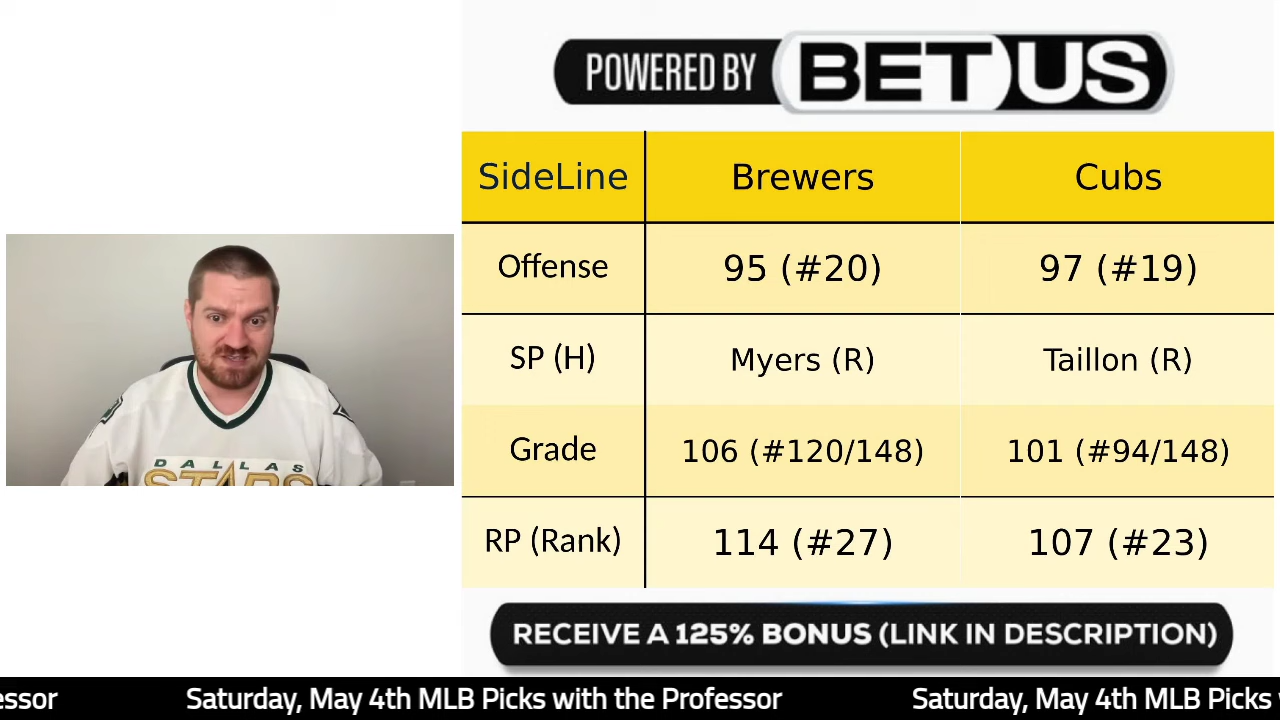 POWERED BY BETUS
SideLine Brewers Cubs
Offense 95 (#20) 97 (#19)
SP (H) Myers (R) Taillon (R)
Grade 106 (#120/148) 101 (#94/148)
RP (Rank) 114 (#27) 107 (#23)
DALLAS
STARS
RECEIVE A 125% BONUS (LINK IN DESCRIPTION)
essor Saturday, May 4th MLB Picks with the Professor Saturday, May 4th MLB Picks